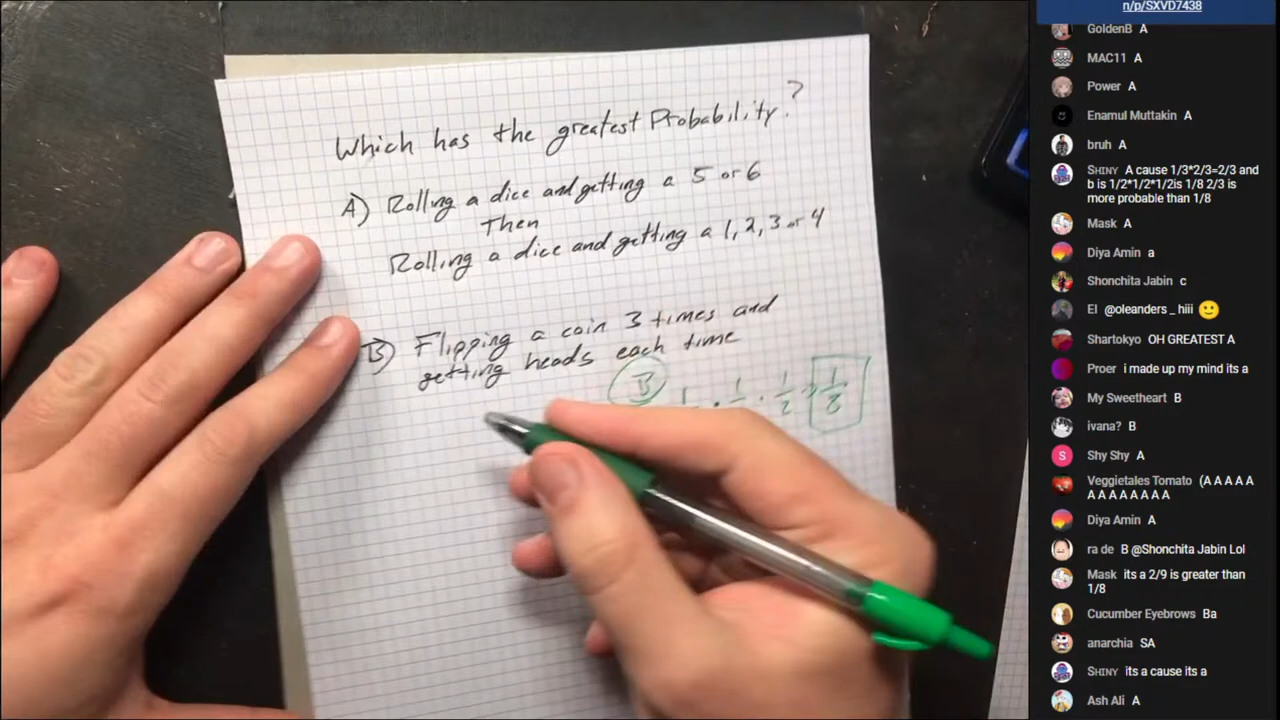 Which has the greatest Probability?
A) Rolling a dice and getting a 5 or 6
Then
Rolling a dice and getting a 1, 2, 3 or 4
B) Flipping a coin 3 times and
getting heads each time
B 1 · 1 · 1/2 = 1/8
n/p/SXVD7438
GoldenB A
MAC11 A
Power A
Enamul Muttakin A
bruh A
SHINY A cause 1/3*2/3=2/3 and
b is 1/2*1/2*1/2is 1/8 2/3 is
more probable than 1/8
Mask A
Diya Amin a
Shonchita Jabin c
El @oleanders _ hiii 🙂
Shartokyo OH GREATEST A
Proer i made up my mind its a
My Sweetheart B
ivana? B
S Shy Shy A
Veggietales Tomato (A A A A A
A A A A A A A A A
Diya Amin A
ra de B @Shonchita Jabin Lol
Mask its a 2/9 is greater than
1/8
Cucumber Eyebrows Ba
anarchia SA
SHINY its a cause its a
Ash Ali A